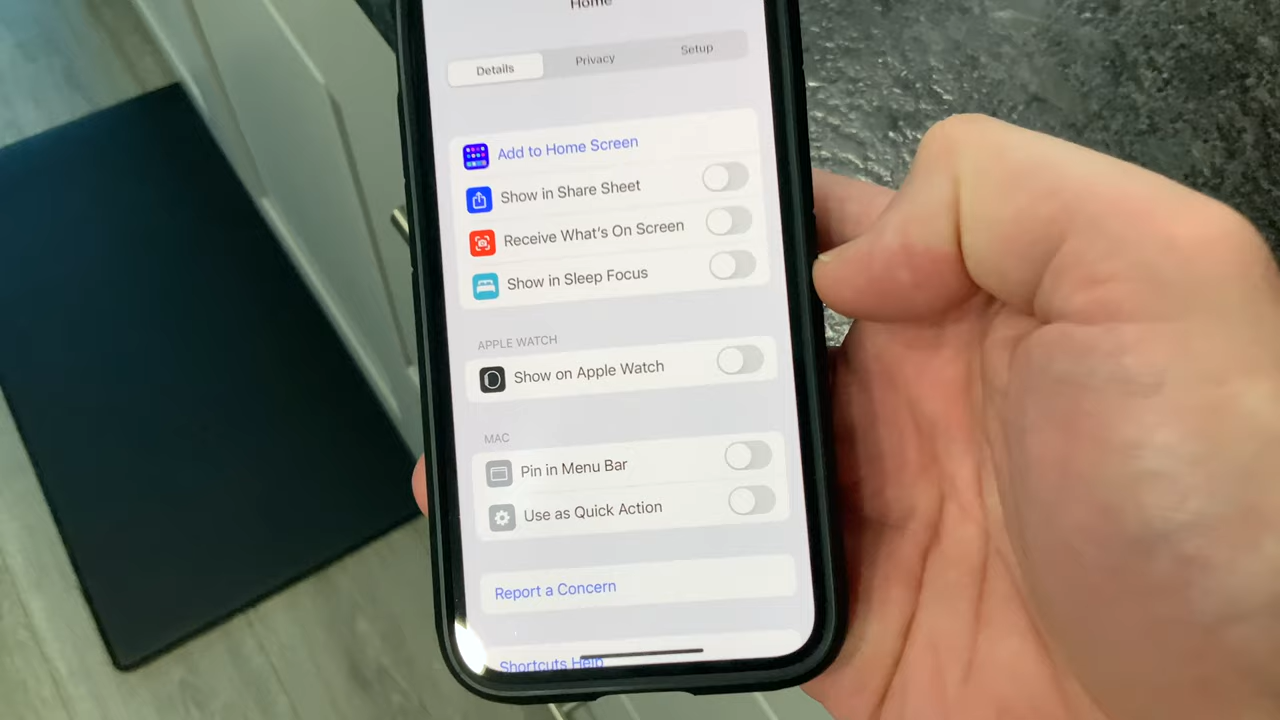 Home
Details
Privacy
Setup
Add to Home Screen
Show in Share Sheet
Receive What's On Screen
Show in Sleep Focus
APPLE WATCH
Show on Apple Watch
MAC
Pin in Menu Bar
Use as Quick Action
Report a Concern
Shortcuts Help